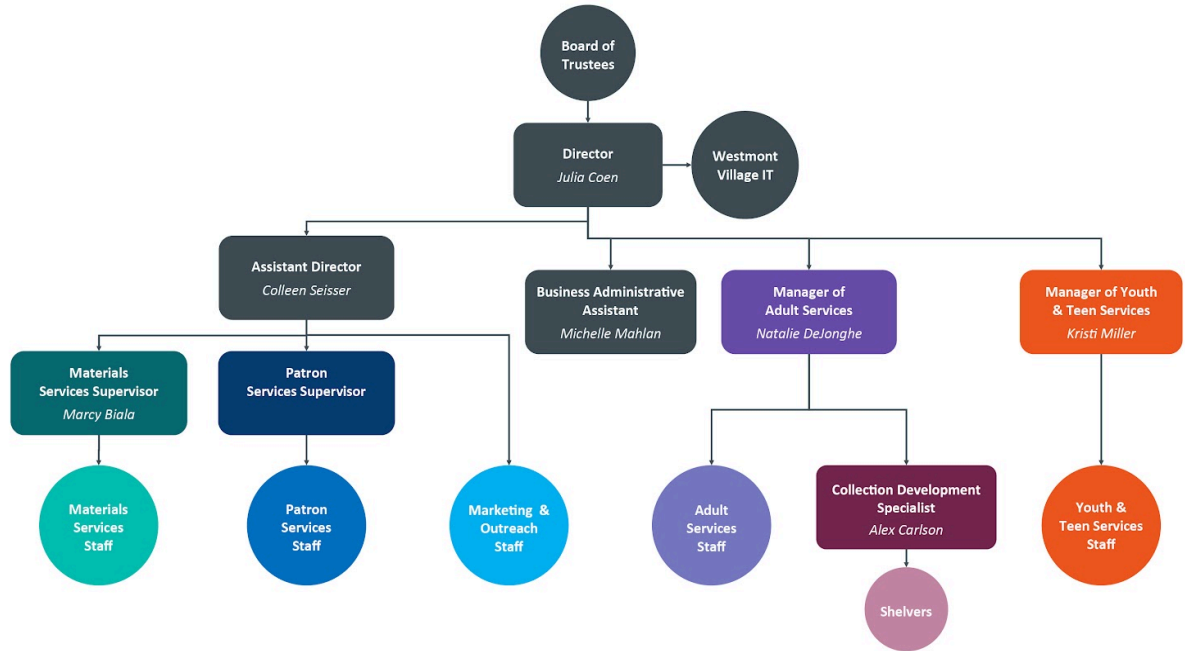 Board of
Trustees
Director
Julia Coen
Westmont
Village IT
Assistant Director
Colleen Seisser
Business Administrative
Assistant
Michelle Mahlan
Manager of
Adult Services
Natalie DeJonghe
Manager of Youth
& Teen Services
Kristi Miller
Materials
Services Supervisor
Marcy Biala
Patron
Services Supervisor
Materials
Services
Staff
Patron
Services
Staff
Marketing &
Outreach
Staff
Adult
Services
Staff
Collection Development
Specialist
Alex Carlson
Youth &
Teen Services
Staff
Shelvers